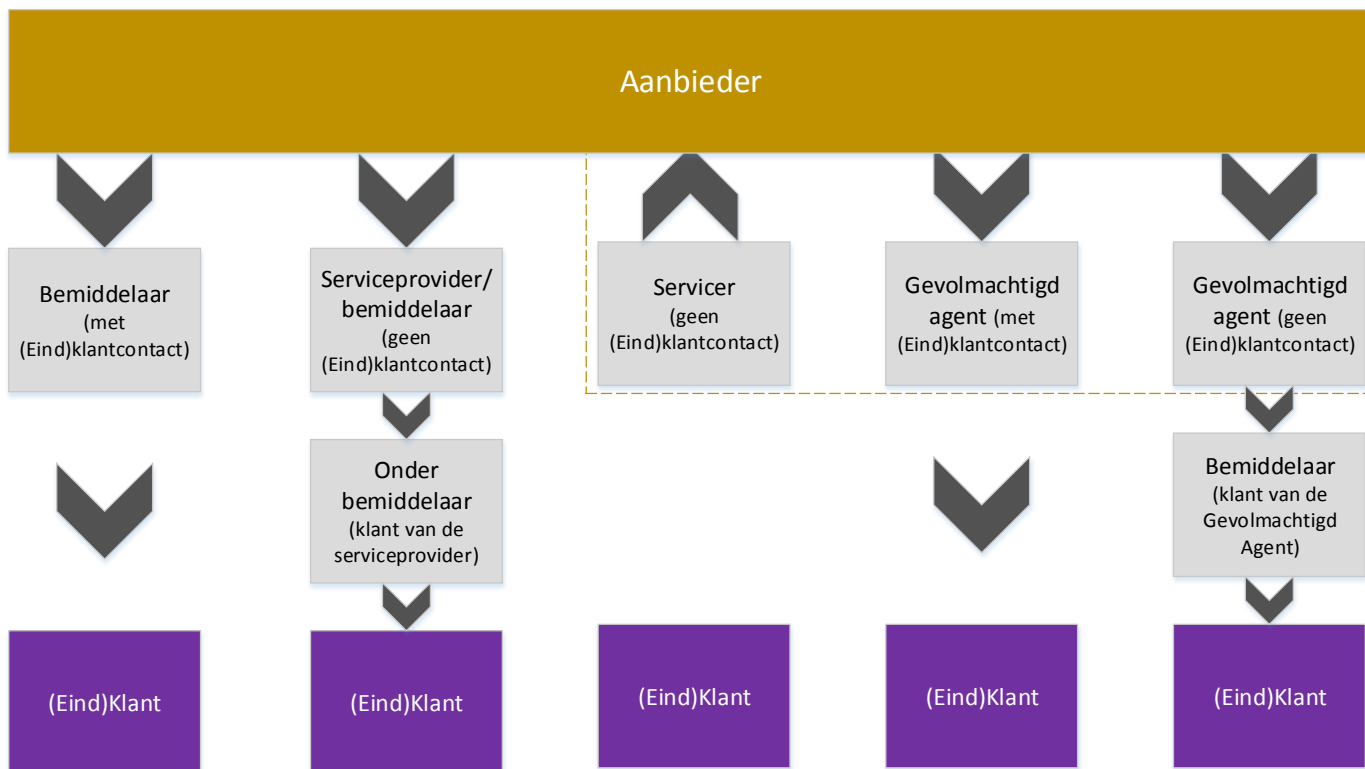 Aanbieder
Bemiddelaar
(met
(Eind)klantcontact)
Serviceprovider/
bemiddelaar
(geen
(Eind)klantcontact)
Servicer
(geen
(Eind)klantcontact)
Gevolmachtigd
agent (met
(Eind)klantcontact)
Gevolmachtigd
agent (geen
(Eind)klantcontact)
Onder
bemiddelaar
(klant van de
serviceprovider)
Bemiddelaar
(klant van de
Gevolmachtigd
Agent)
(Eind)Klant
(Eind)Klant
(Eind)Klant
(Eind)Klant
(Eind)Klant